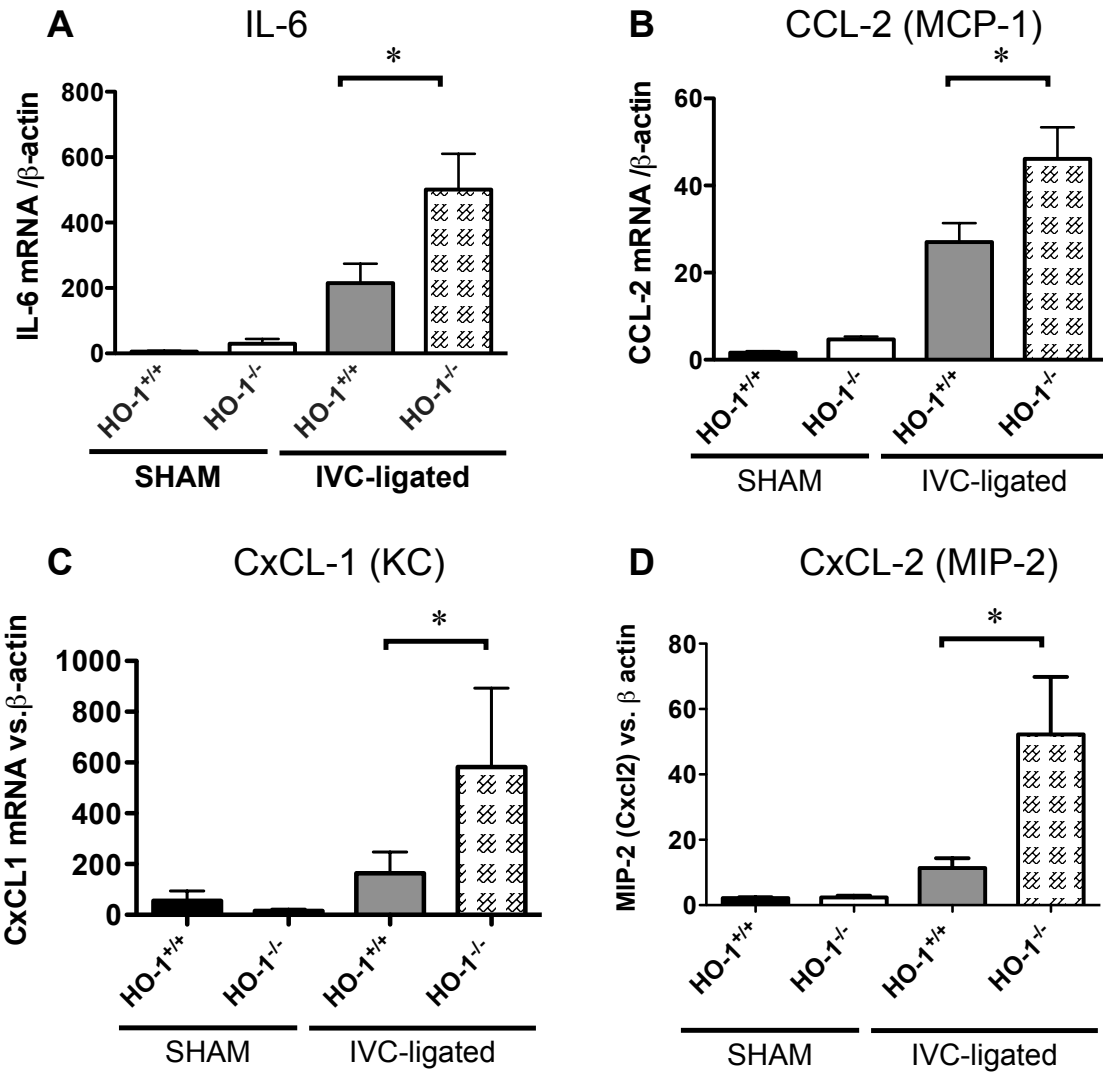 A
IL-6
*
IL-6 mRNA /β-actin
800
600
400
200
0
HO-1+/+
HO-1-/-
HO-1+/+
HO-1-/-
SHAM
IVC-ligated
B
CCL-2 (MCP-1)
*
CCL-2 mRNA /β-actin
60
40
20
0
HO-1+/+
HO-1-/-
HO-1+/+
HO-1-/-
SHAM
IVC-ligated
C
CxCL-1 (KC)
*
CxCL1 mRNA vs.β-actin
1000
800
600
400
200
0
HO-1+/+
HO-1-/-
HO-1+/+
HO-1-/-
SHAM
IVC-ligated
D
CxCL-2 (MIP-2)
*
MIP-2 (Cxcl2) vs. β actin
80
60
40
20
0
HO-1+/+
HO-1-/-
HO-1+/+
HO-1-/-
SHAM
IVC-ligated